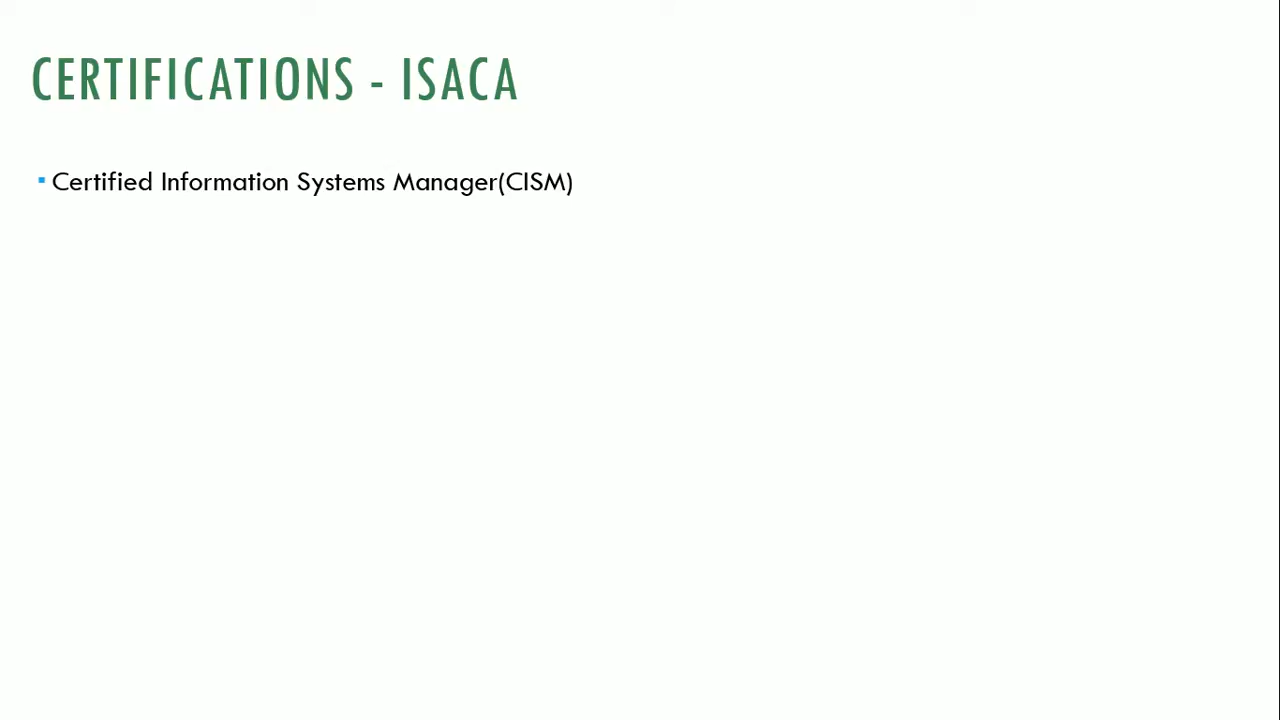 CERTIFICATIONS - ISACA
Certified Information Systems Manager(CISM)